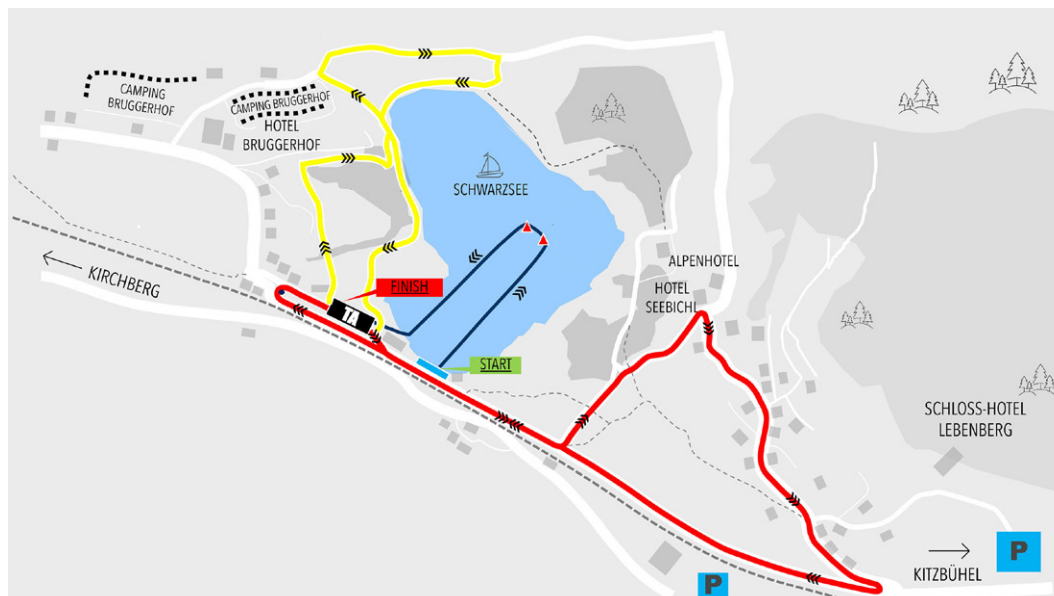 CAMPING
BRUGGERHOF
CAMPING BRUGGERHOF
HOTEL
BRUGGERHOF
SCHWARZSEE
KIRCHBERG
FINISH
TA
START
ALPENHOTEL
HOTEL
SEEBICHL
SCHLOSS-HOTEL
LEBENBERG
KITZBÜHEL
P
P